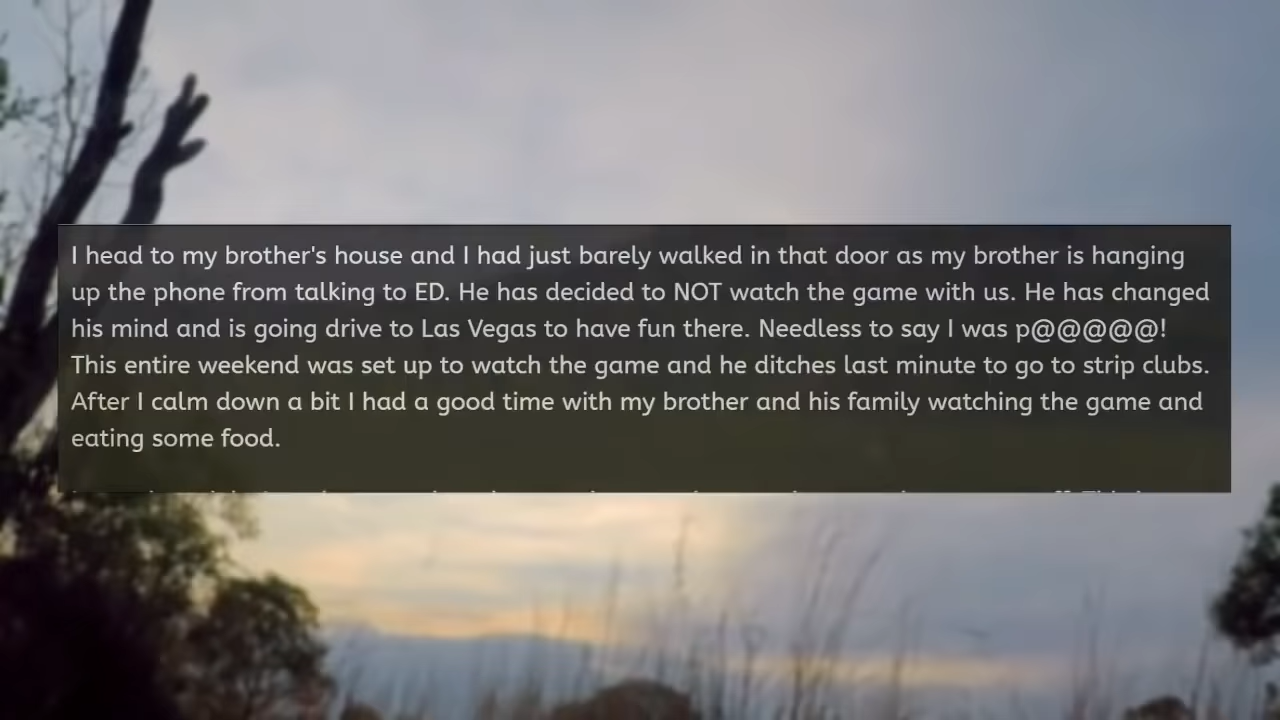 I head to my brother's house and I had just barely walked in that door as my brother is hanging
up the phone from talking to ED. He has decided to NOT watch the game with us. He has changed
his mind and is going drive to Las Vegas to have fun there. Needless to say I was p@@@@@!
This entire weekend was set up to watch the game and he ditches last minute to go to strip clubs.
After I calm down a bit I had a good time with my brother and his family watching the game and
eating some food.